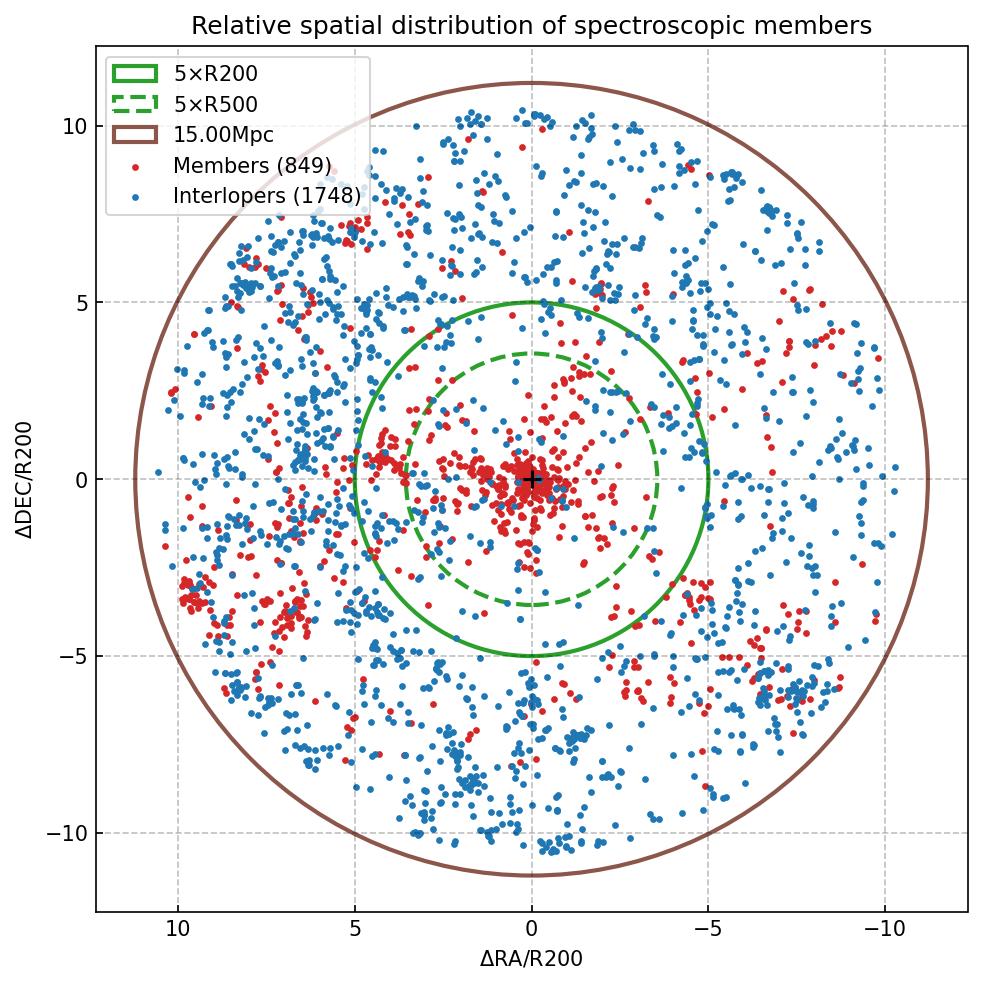 Relative spatial distribution of spectroscopic members
5×R200
5×R500
15.00Mpc
Members (849)
Interlopers (1748)
10
5
0
−5
−10
ΔDEC/R200
10
5
0
−5
−10
ΔRA/R200